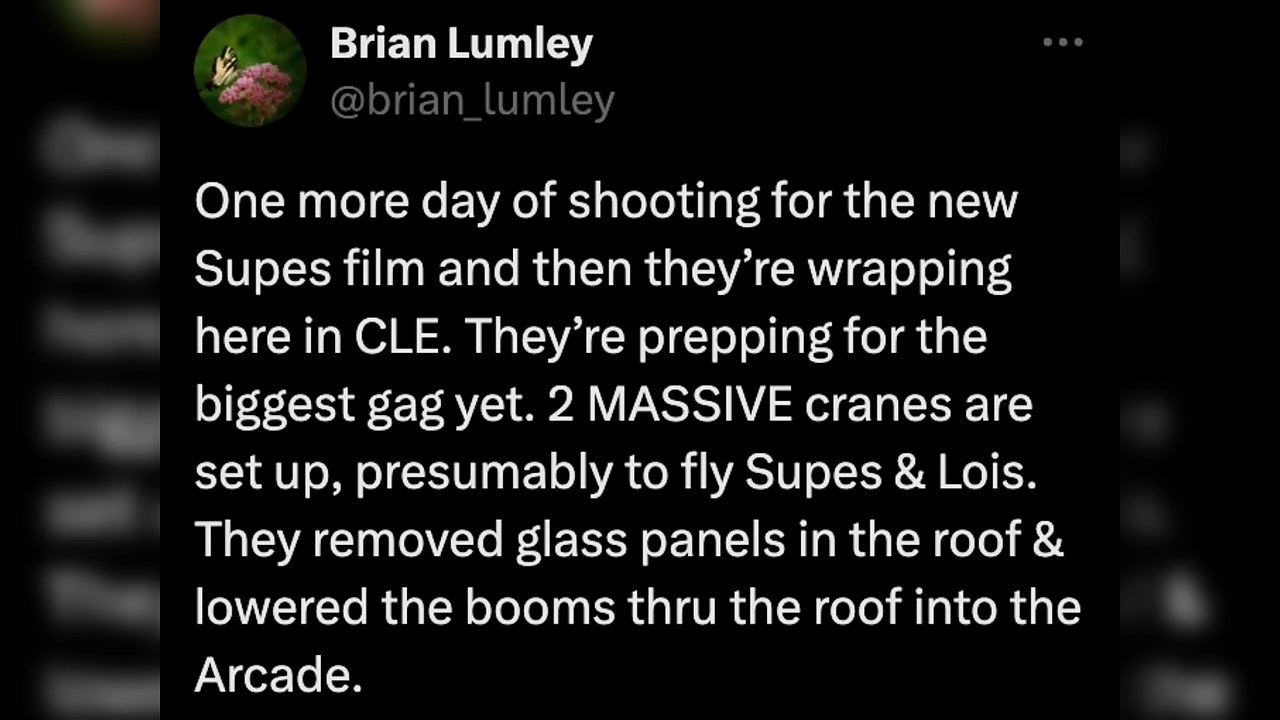 Brian Lumley
@brian_lumley
One more day of shooting for the new
Supes film and then they’re wrapping
here in CLE. They’re prepping for the
biggest gag yet. 2 MASSIVE cranes are
set up, presumably to fly Supes & Lois.
They removed glass panels in the roof &
lowered the booms thru the roof into the
Arcade.